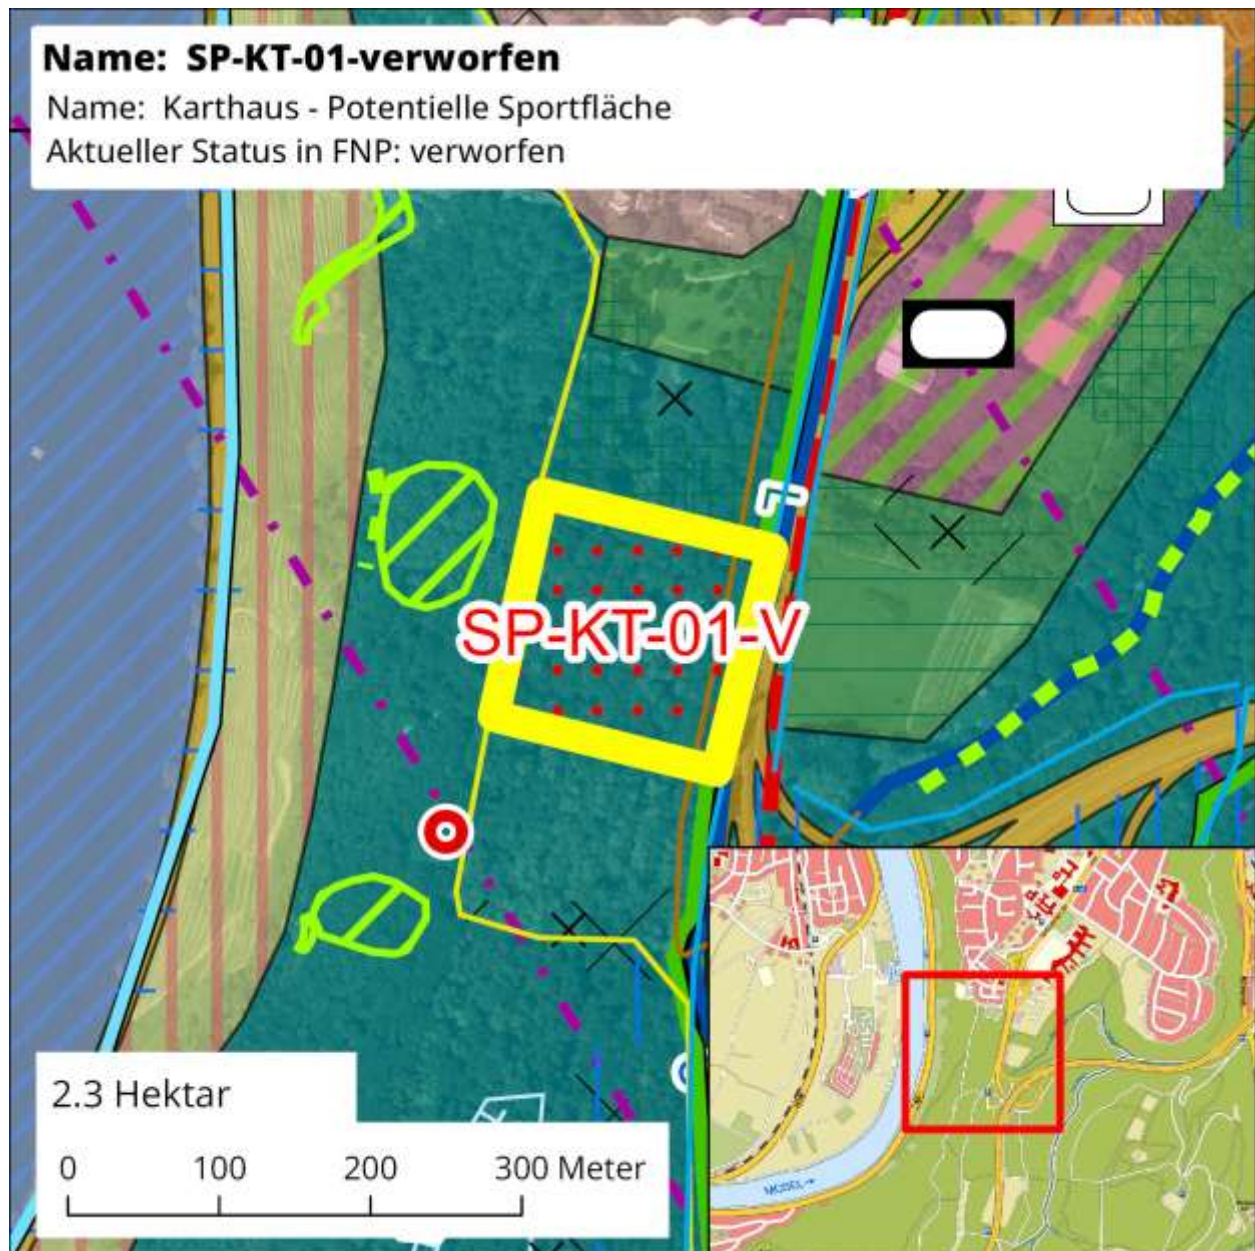 Name: SP-KT-01-verworfen
Name: Karthaus - Potentielle Sportfläche
Aktueller Status in FNP: verworfen
SP-KT-01-V
2.3 Hektar
0 100 200 300 Meter
MOSEL